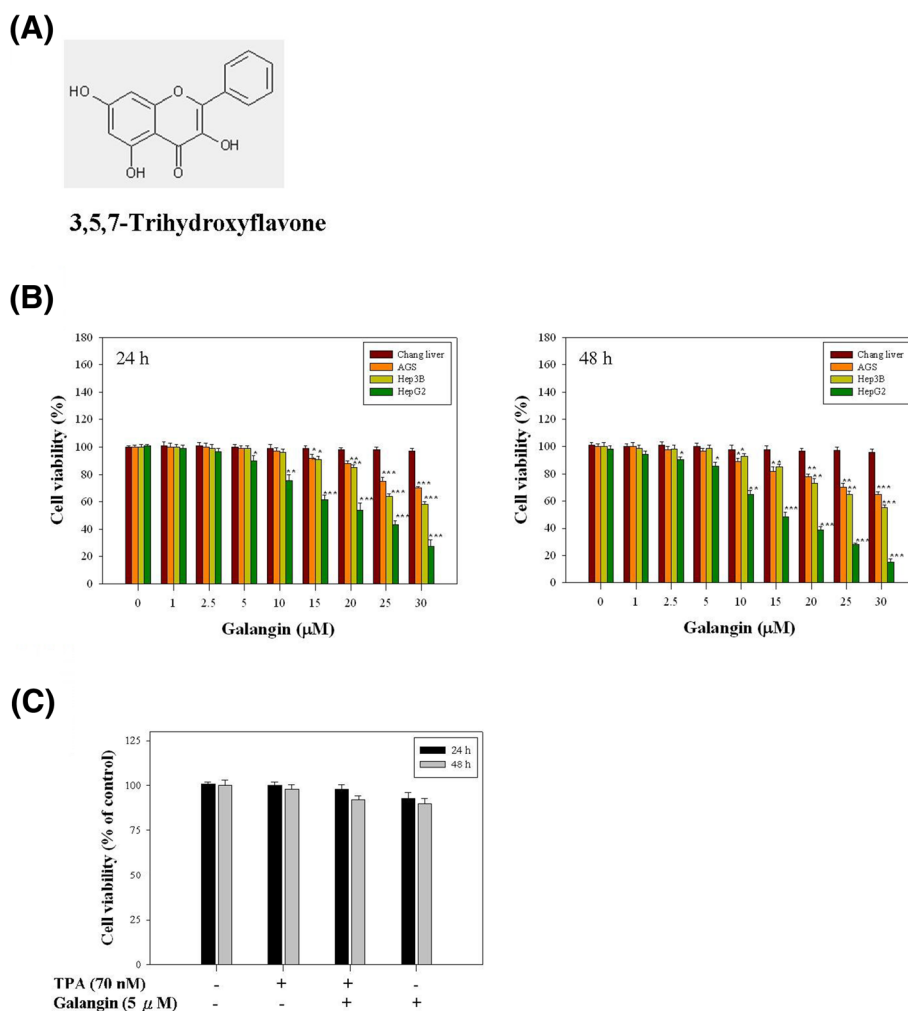 (A)
HO
O
OH
OH
O
3,5,7-Trihydroxyflavone
(B)
180
160
140
120
100
80
60
40
20
0
Cell viability (%)
24 h
Chang liver
AGS
Hep3B
HepG2
* ** * * *** ** ** *** *** *** *** *** *** ***
0 1 2.5 5 10 15 20 25 30
Galangin (μM)
180
160
140
120
100
80
60
40
20
0
Cell viability (%)
48 h
Chang liver
AGS
Hep3B
HepG2
0 1 2.5 5 10 15 20 25 30
Galangin (μM)
(C)
125
100
75
50
25
0
Cell viability (% of control)
24 h
48 h
TPA (70 nM) - + + -
Galangin (5 μM) - - + +